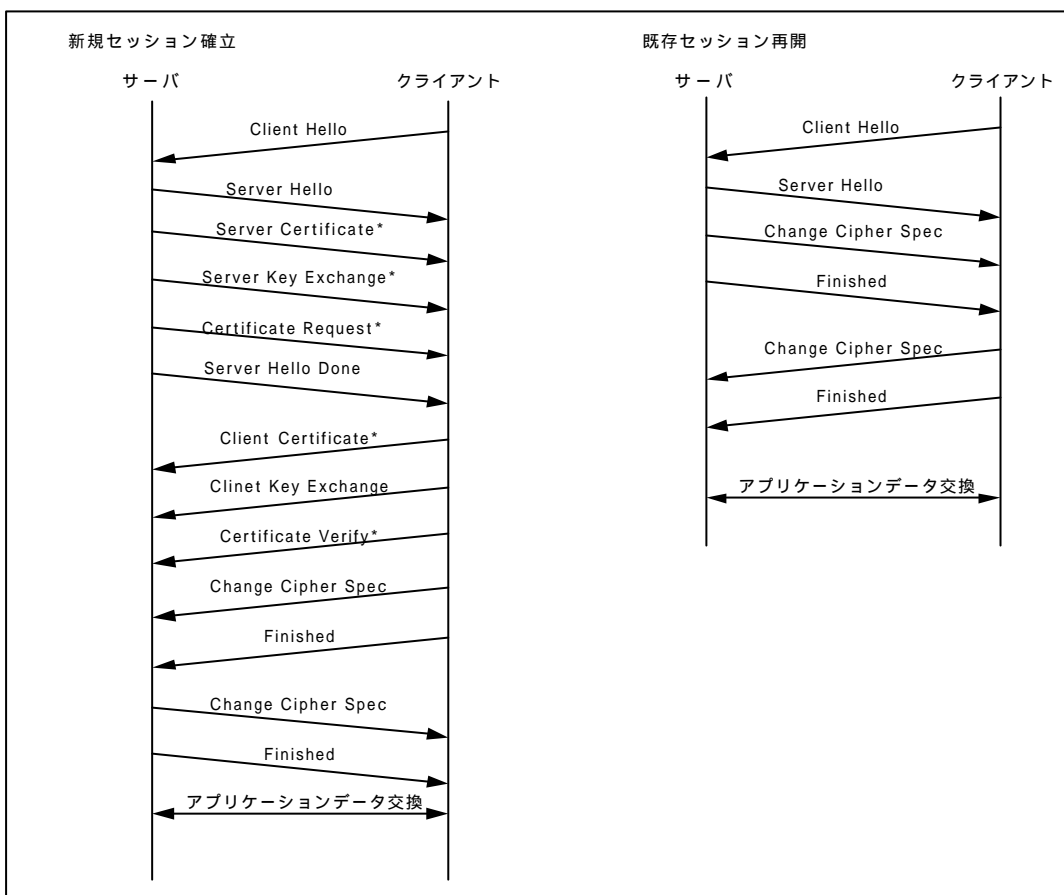 新規セッション確立
サーバ クライアント
Client Hello
Server Hello
Server Certificate*
Server Key Exchange*
Certificate Request*
Server Hello Done
Client Certificate*
Clinet Key Exchange
Certificate Verify*
Change Cipher Spec
Finished
Change Cipher Spec
Finished
アプリケーションデータ交換
既存セッション再開
サーバ クライアント
Client Hello
Server Hello
Change Cipher Spec
Finished
Change Cipher Spec
Finished
アプリケーションデータ交換